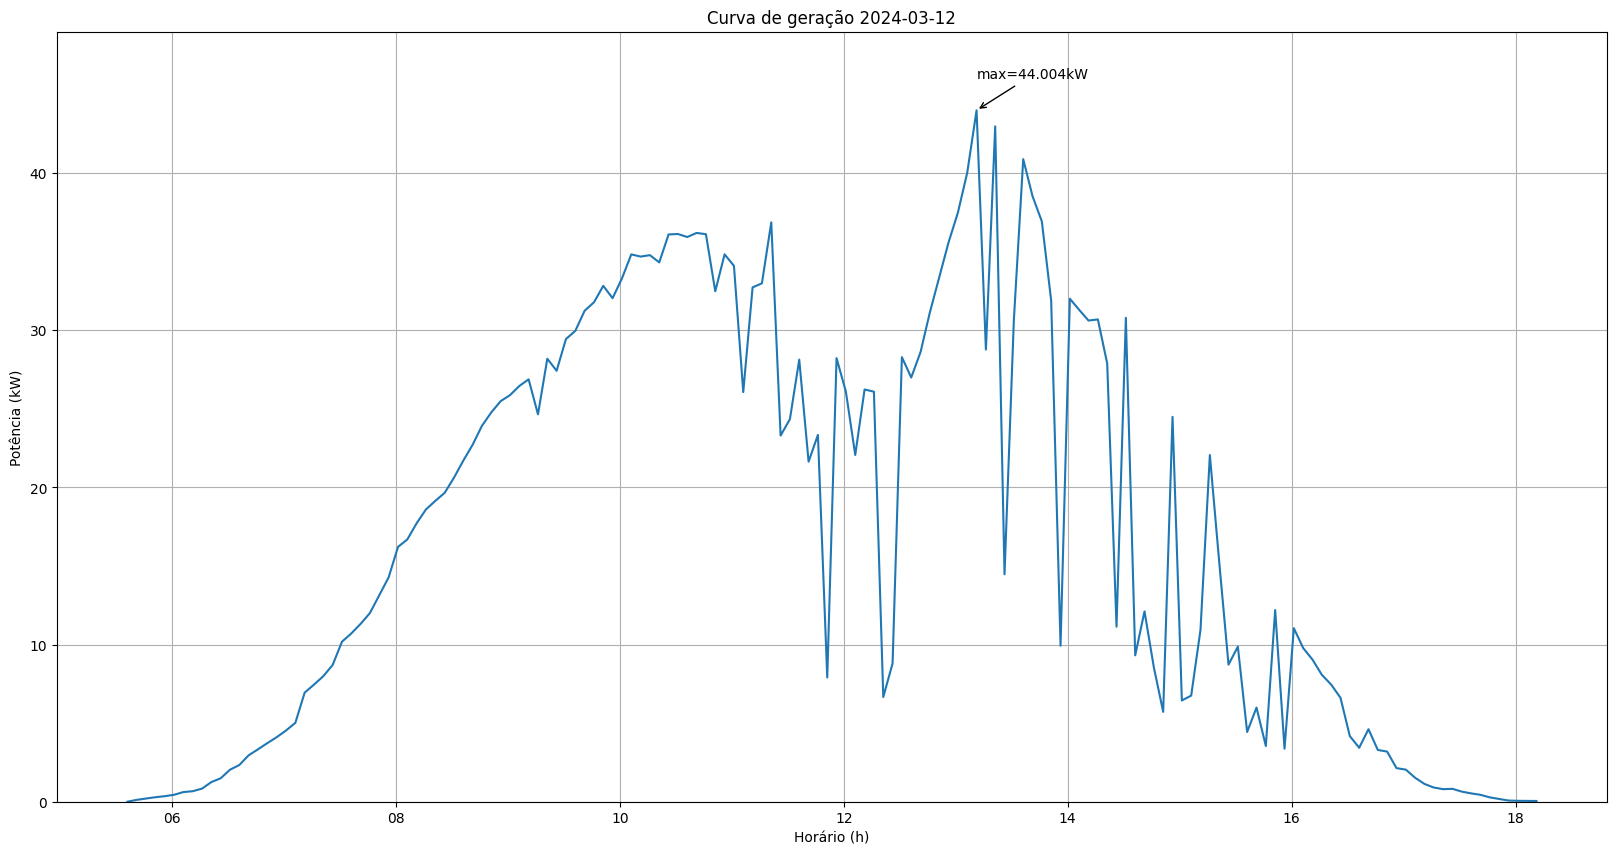 Curva de geração 2024-03-12
max=44.004kW
Potência (kW)
40
30
20
10
0
06 08 10 12 14 16 18
Horário (h)